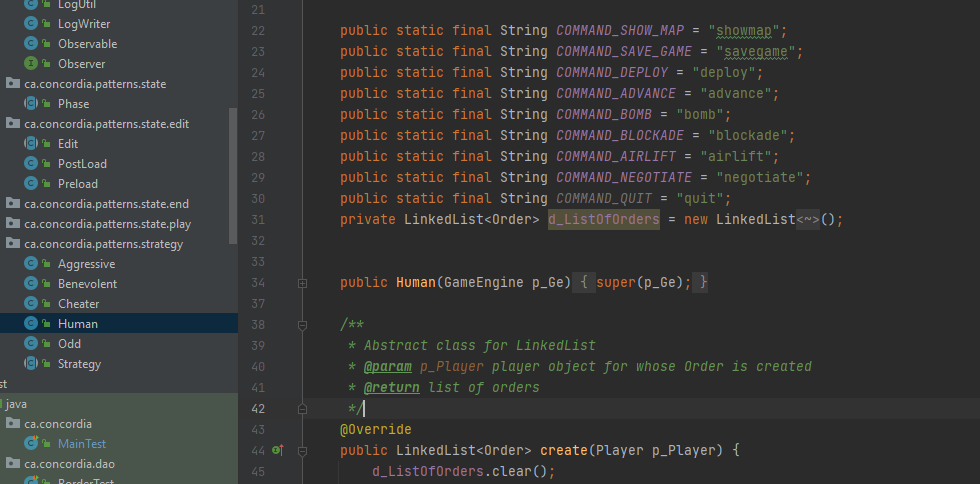 LogUtil
LogWriter
Observable
Observer
ca.concordia.patterns.state
Phase
ca.concordia.patterns.state.edit
Edit
PostLoad
Preload
ca.concordia.patterns.state.end
ca.concordia.patterns.state.play
ca.concordia.patterns.strategy
Aggressive
Benevolent
Cheater
Human
Odd
Strategy
st
java
ca.concordia
MainTest
ca.concordia.dao
BorderTest
21
22 public static final String COMMAND_SHOW_MAP = "showmap";
23 public static final String COMMAND_SAVE_GAME = "savegame";
24 public static final String COMMAND_DEPLOY = "deploy";
25 public static final String COMMAND_ADVANCE = "advance";
26 public static final String COMMAND_BOMB = "bomb";
27 public static final String COMMAND_BLOCKADE = "blockade";
28 public static final String COMMAND_AIRLIFT = "airlift";
29 public static final String COMMAND_NEGOTIATE = "negotiate";
30 public static final String COMMAND_QUIT = "quit";
31 private LinkedList<Order> d_ListOfOrders = new LinkedList<~>();
32
33
34 public Human(GameEngine p_Ge) { super(p_Ge); }
37
38 /**
39 * Abstract class for LinkedList
40 * @param p_Player player object for whose Order is created
41 * @return list of orders
42 */
43 @Override
44 public LinkedList<Order> create(Player p_Player) {
45 d_ListOfOrders.clear();